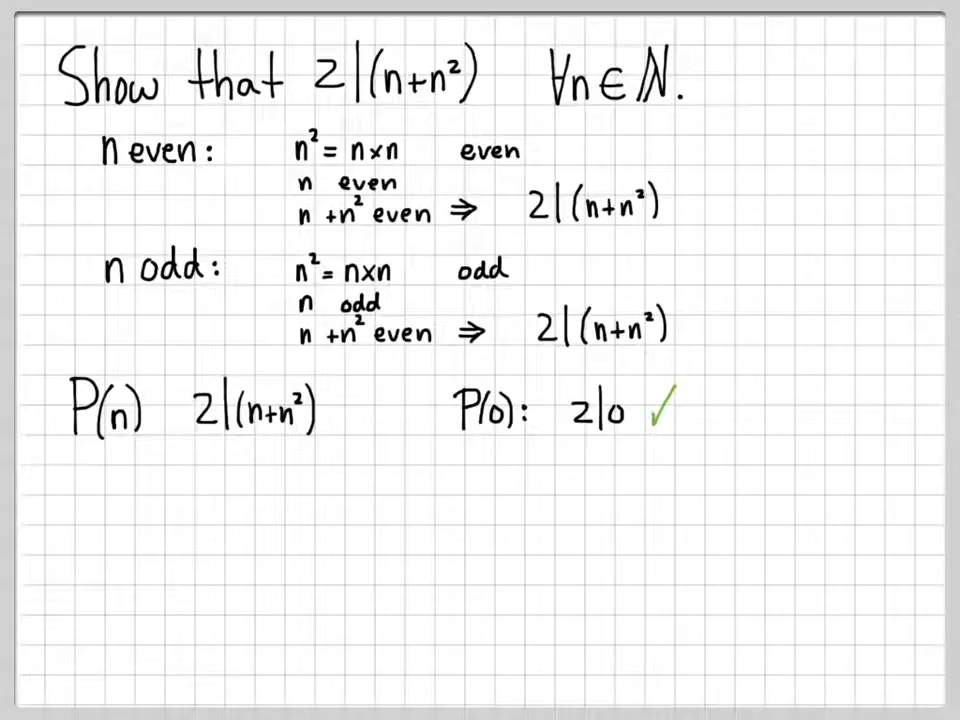 Show that 2|(n+n²) ∀n∈ℕ.
n even: n² = n×n even
n even
n +n² even ⇒ 2|(n+n²)
n odd: n² = n×n odd
n odd
n +n² even ⇒ 2|(n+n²)
P(n) 2|(n+n²) P(0): 2|0 ✓